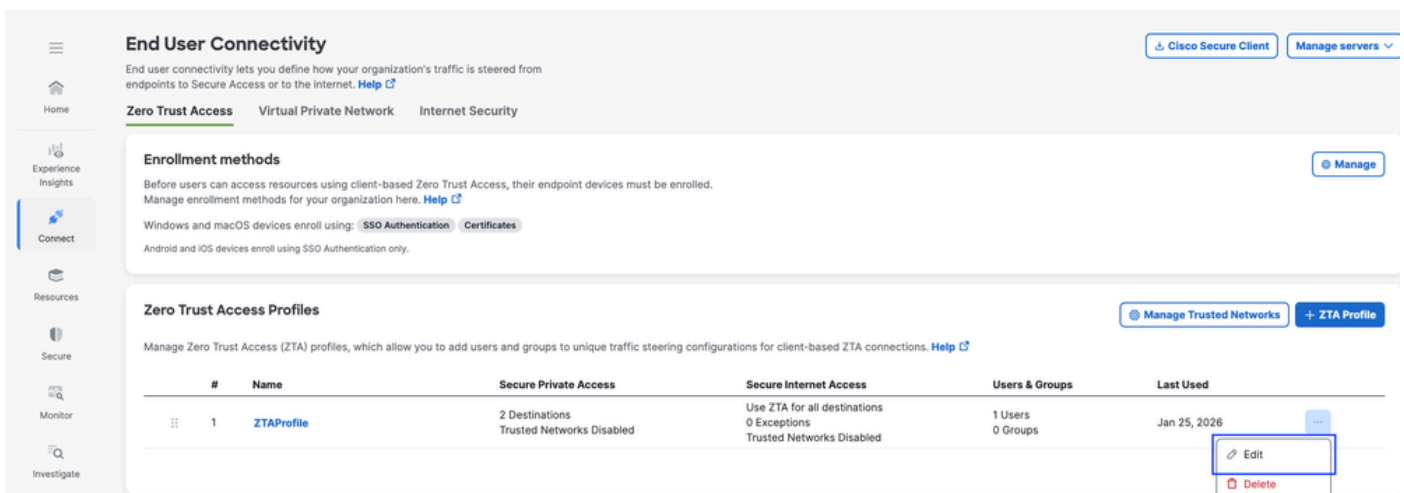 End User Connectivity
Cisco Secure Client
Manage servers
End user connectivity lets you define how your organization's traffic is steered from
endpoints to Secure Access or to the internet. Help
Home
Zero Trust Access
Virtual Private Network
Internet Security
Experience
Insights
Connect
Resources
Secure
Monitor
Investigate
Enrollment methods
Manage
Before users can access resources using client-based Zero Trust Access, their endpoint devices must be enrolled.
Manage enrollment methods for your organization here. Help
Windows and macOS devices enroll using: SSO Authentication Certificates
Android and iOS devices enroll using SSO Authentication only.
Zero Trust Access Profiles
Manage Trusted Networks
+ ZTA Profile
Manage Zero Trust Access (ZTA) profiles, which allow you to add users and groups to unique traffic steering configurations for client-based ZTA connections. Help
# Name Secure Private Access Secure Internet Access Users & Groups Last Used
1 ZTAProfile
2 Destinations
Trusted Networks Disabled
Use ZTA for all destinations
0 Exceptions
Trusted Networks Disabled
1 Users
0 Groups
Jan 25, 2026
...
Edit
Delete